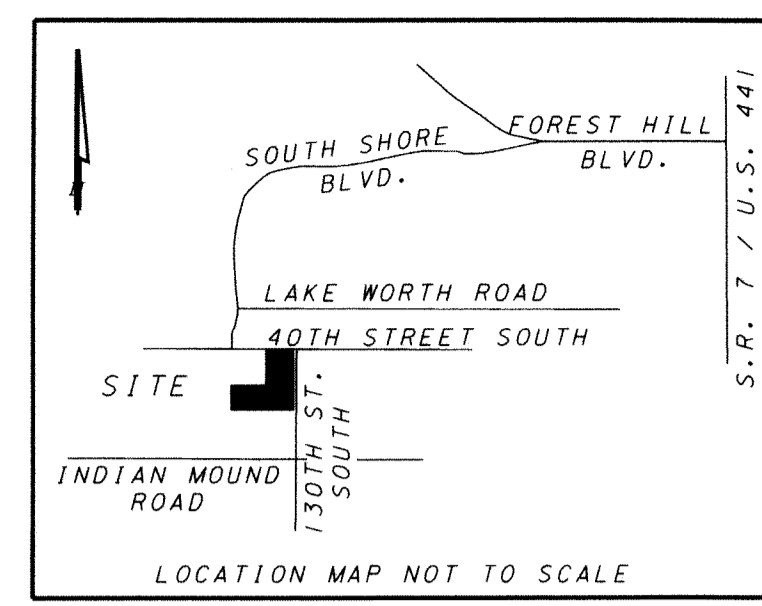 FOREST HILL
BLVD.
SOUTH SHORE
BLVD.
S.R. 7 / U.S. 441
LAKE WORTH ROAD
40TH STREET SOUTH
SITE
130TH ST.
SOUTH
INDIAN MOUND
ROAD
LOCATION MAP NOT TO SCALE